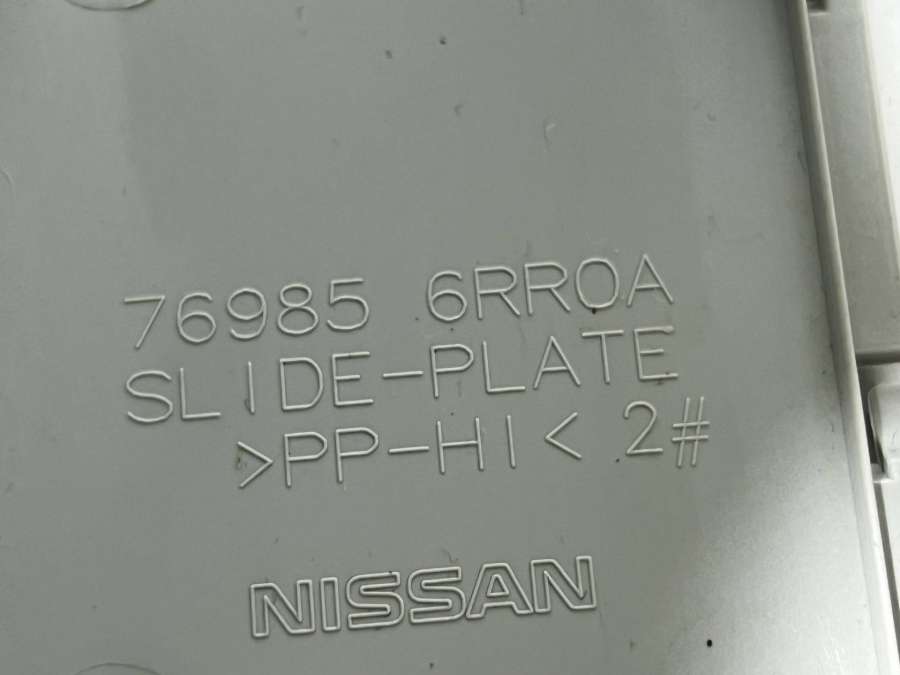 76985 6RR0A
SLIDE-PLATE
>PP-HI< 2#
NISSAN